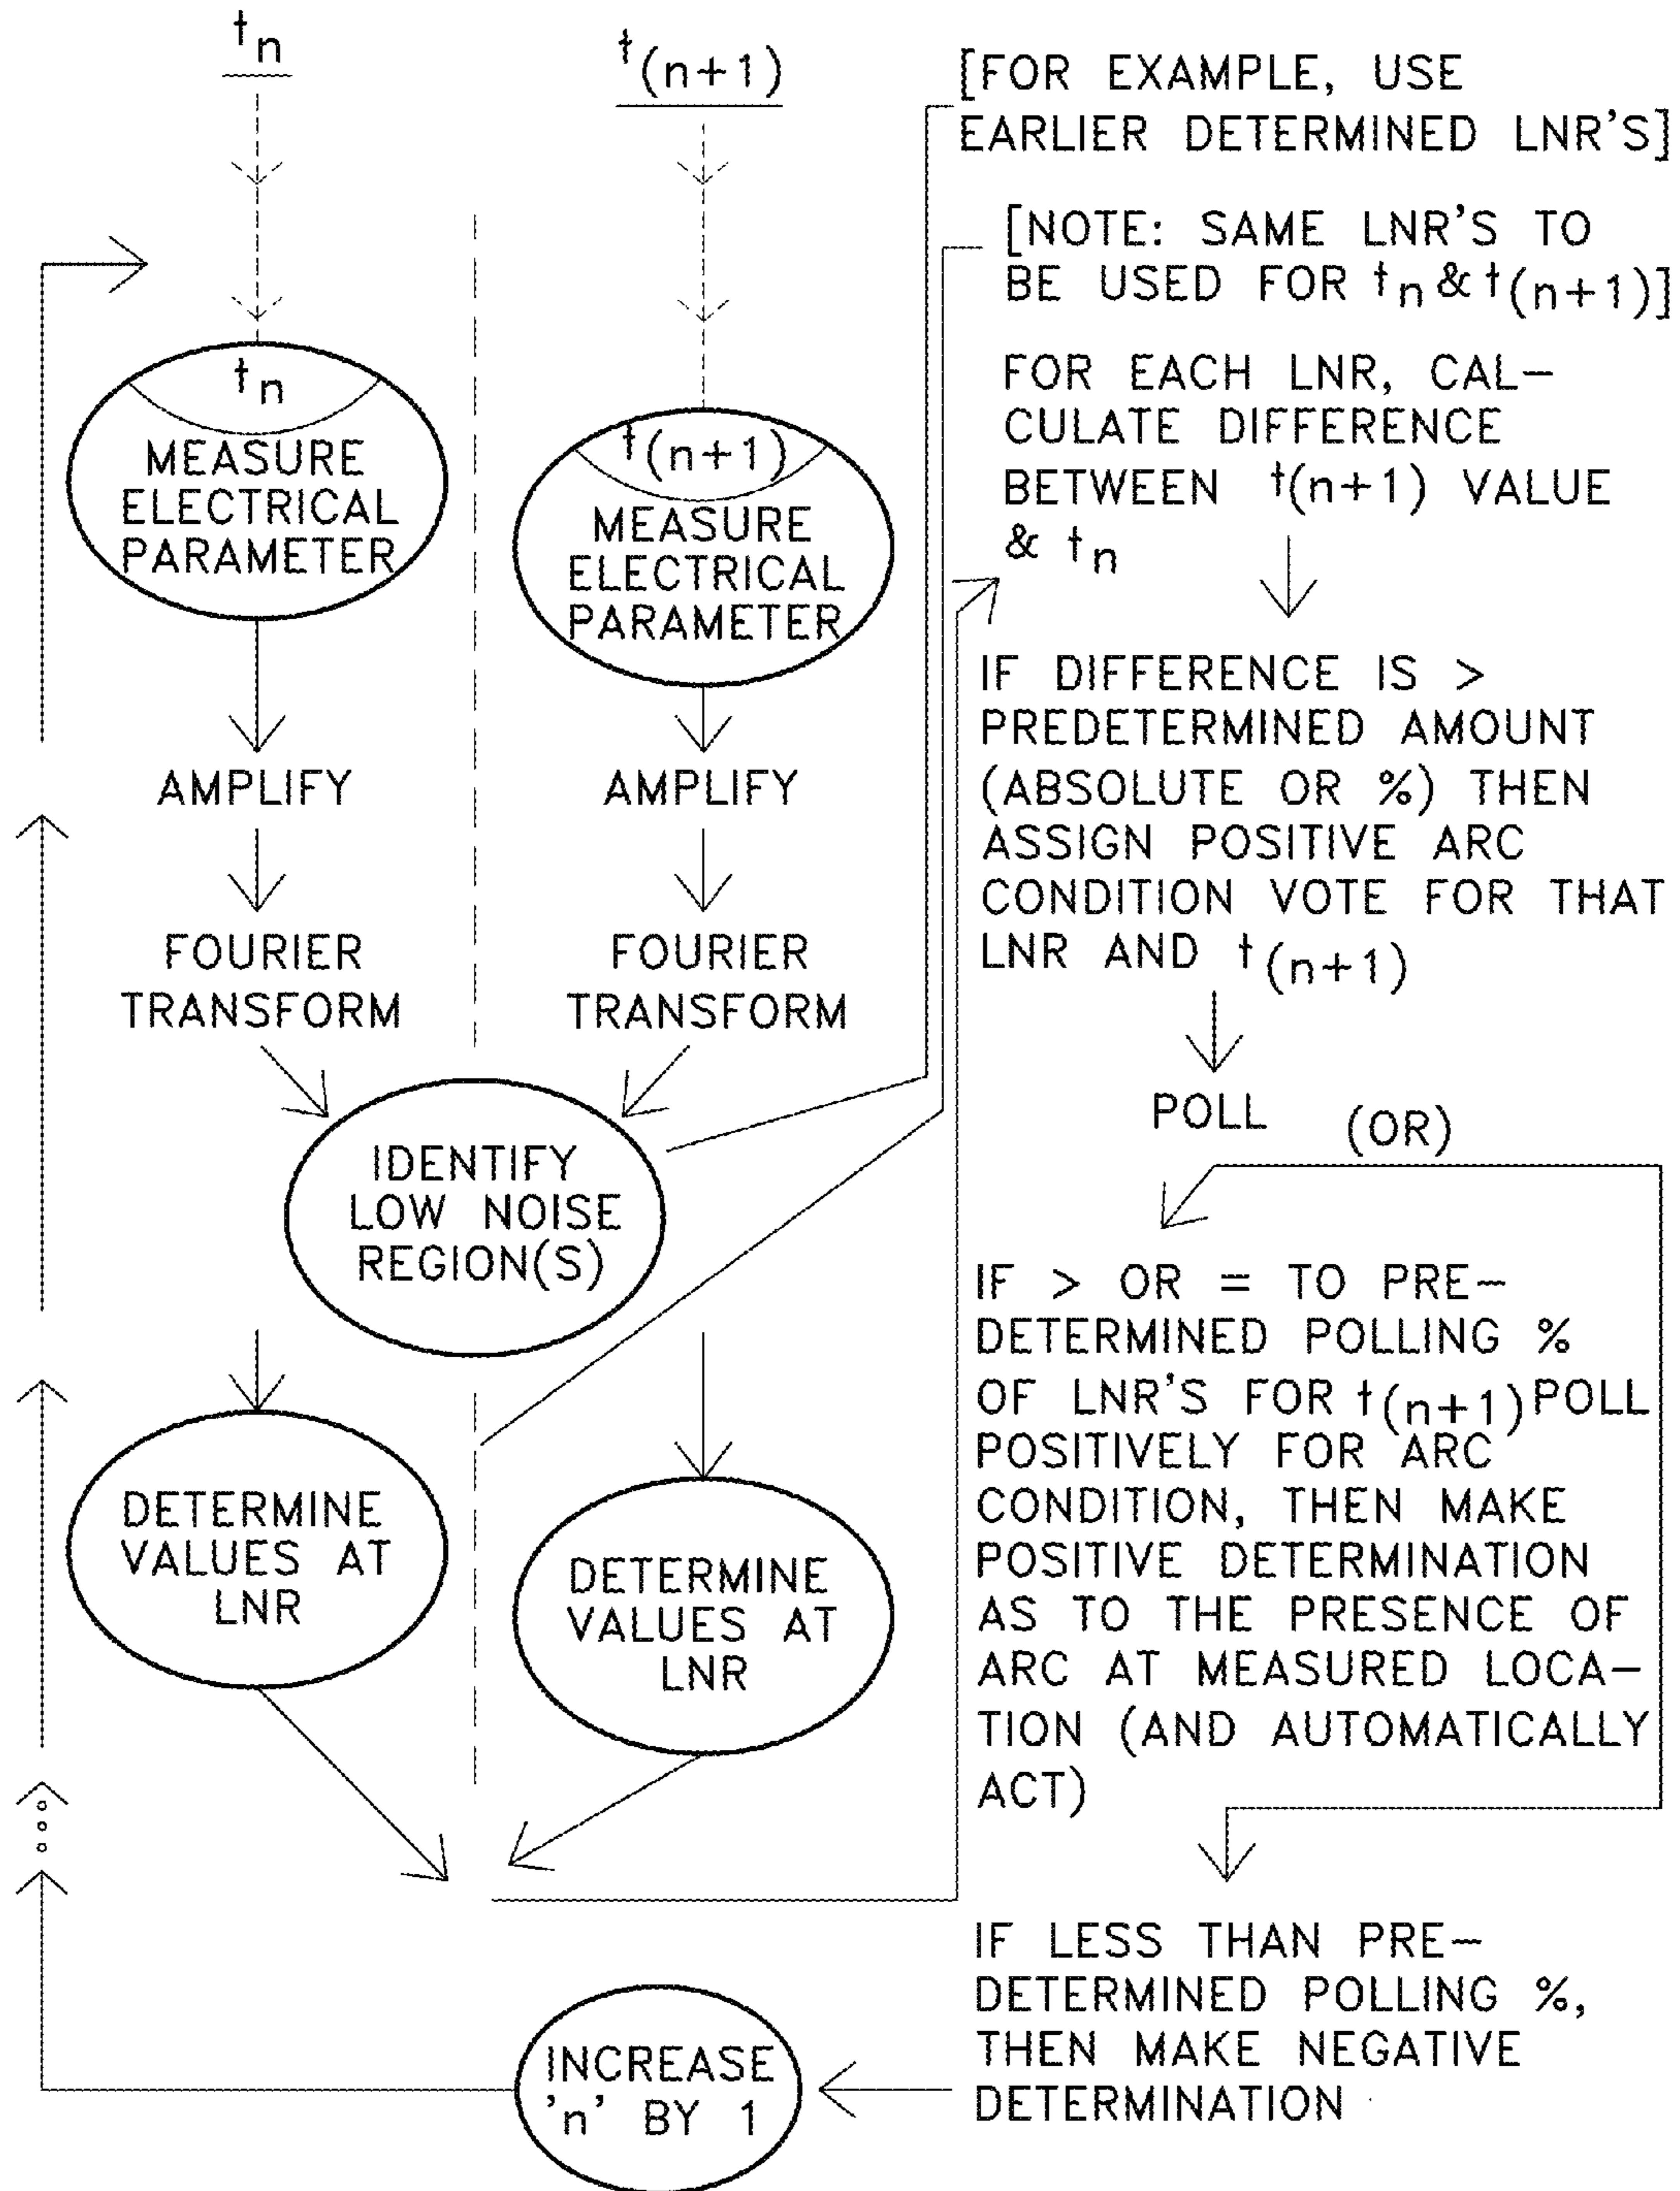 tn
t(n+1)
[FOR EXAMPLE, USE
EARLIER DETERMINED LNR'S]
[NOTE: SAME LNR'S TO
BE USED FOR tn & t(n+1)]
tn
MEASURE
ELECTRICAL
PARAMETER
t(n+1)
MEASURE
ELECTRICAL
PARAMETER
AMPLIFY
AMPLIFY
FOURIER
TRANSFORM
FOURIER
TRANSFORM
IDENTIFY
LOW NOISE
REGION(S)
DETERMINE
VALUES AT
LNR
DETERMINE
VALUES AT
LNR
FOR EACH LNR, CAL-
CULATE DIFFERENCE
BETWEEN t(n+1) VALUE
& tn
IF DIFFERENCE IS >
PREDETERMINED AMOUNT
(ABSOLUTE OR %) THEN
ASSIGN POSITIVE ARC
CONDITION VOTE FOR THAT
LNR AND t(n+1)
POLL
(OR)
IF > OR = TO PRE-
DETERMINED POLLING %
OF LNR'S FOR t(n+1) POLL
POSITIVELY FOR ARC
CONDITION, THEN MAKE
POSITIVE DETERMINATION
AS TO THE PRESENCE OF
ARC AT MEASURED LOCA-
TION (AND AUTOMATICALLY
ACT)
IF LESS THAN PRE-
DETERMINED POLLING %,
THEN MAKE NEGATIVE
DETERMINATION
INCREASE
'n' BY 1